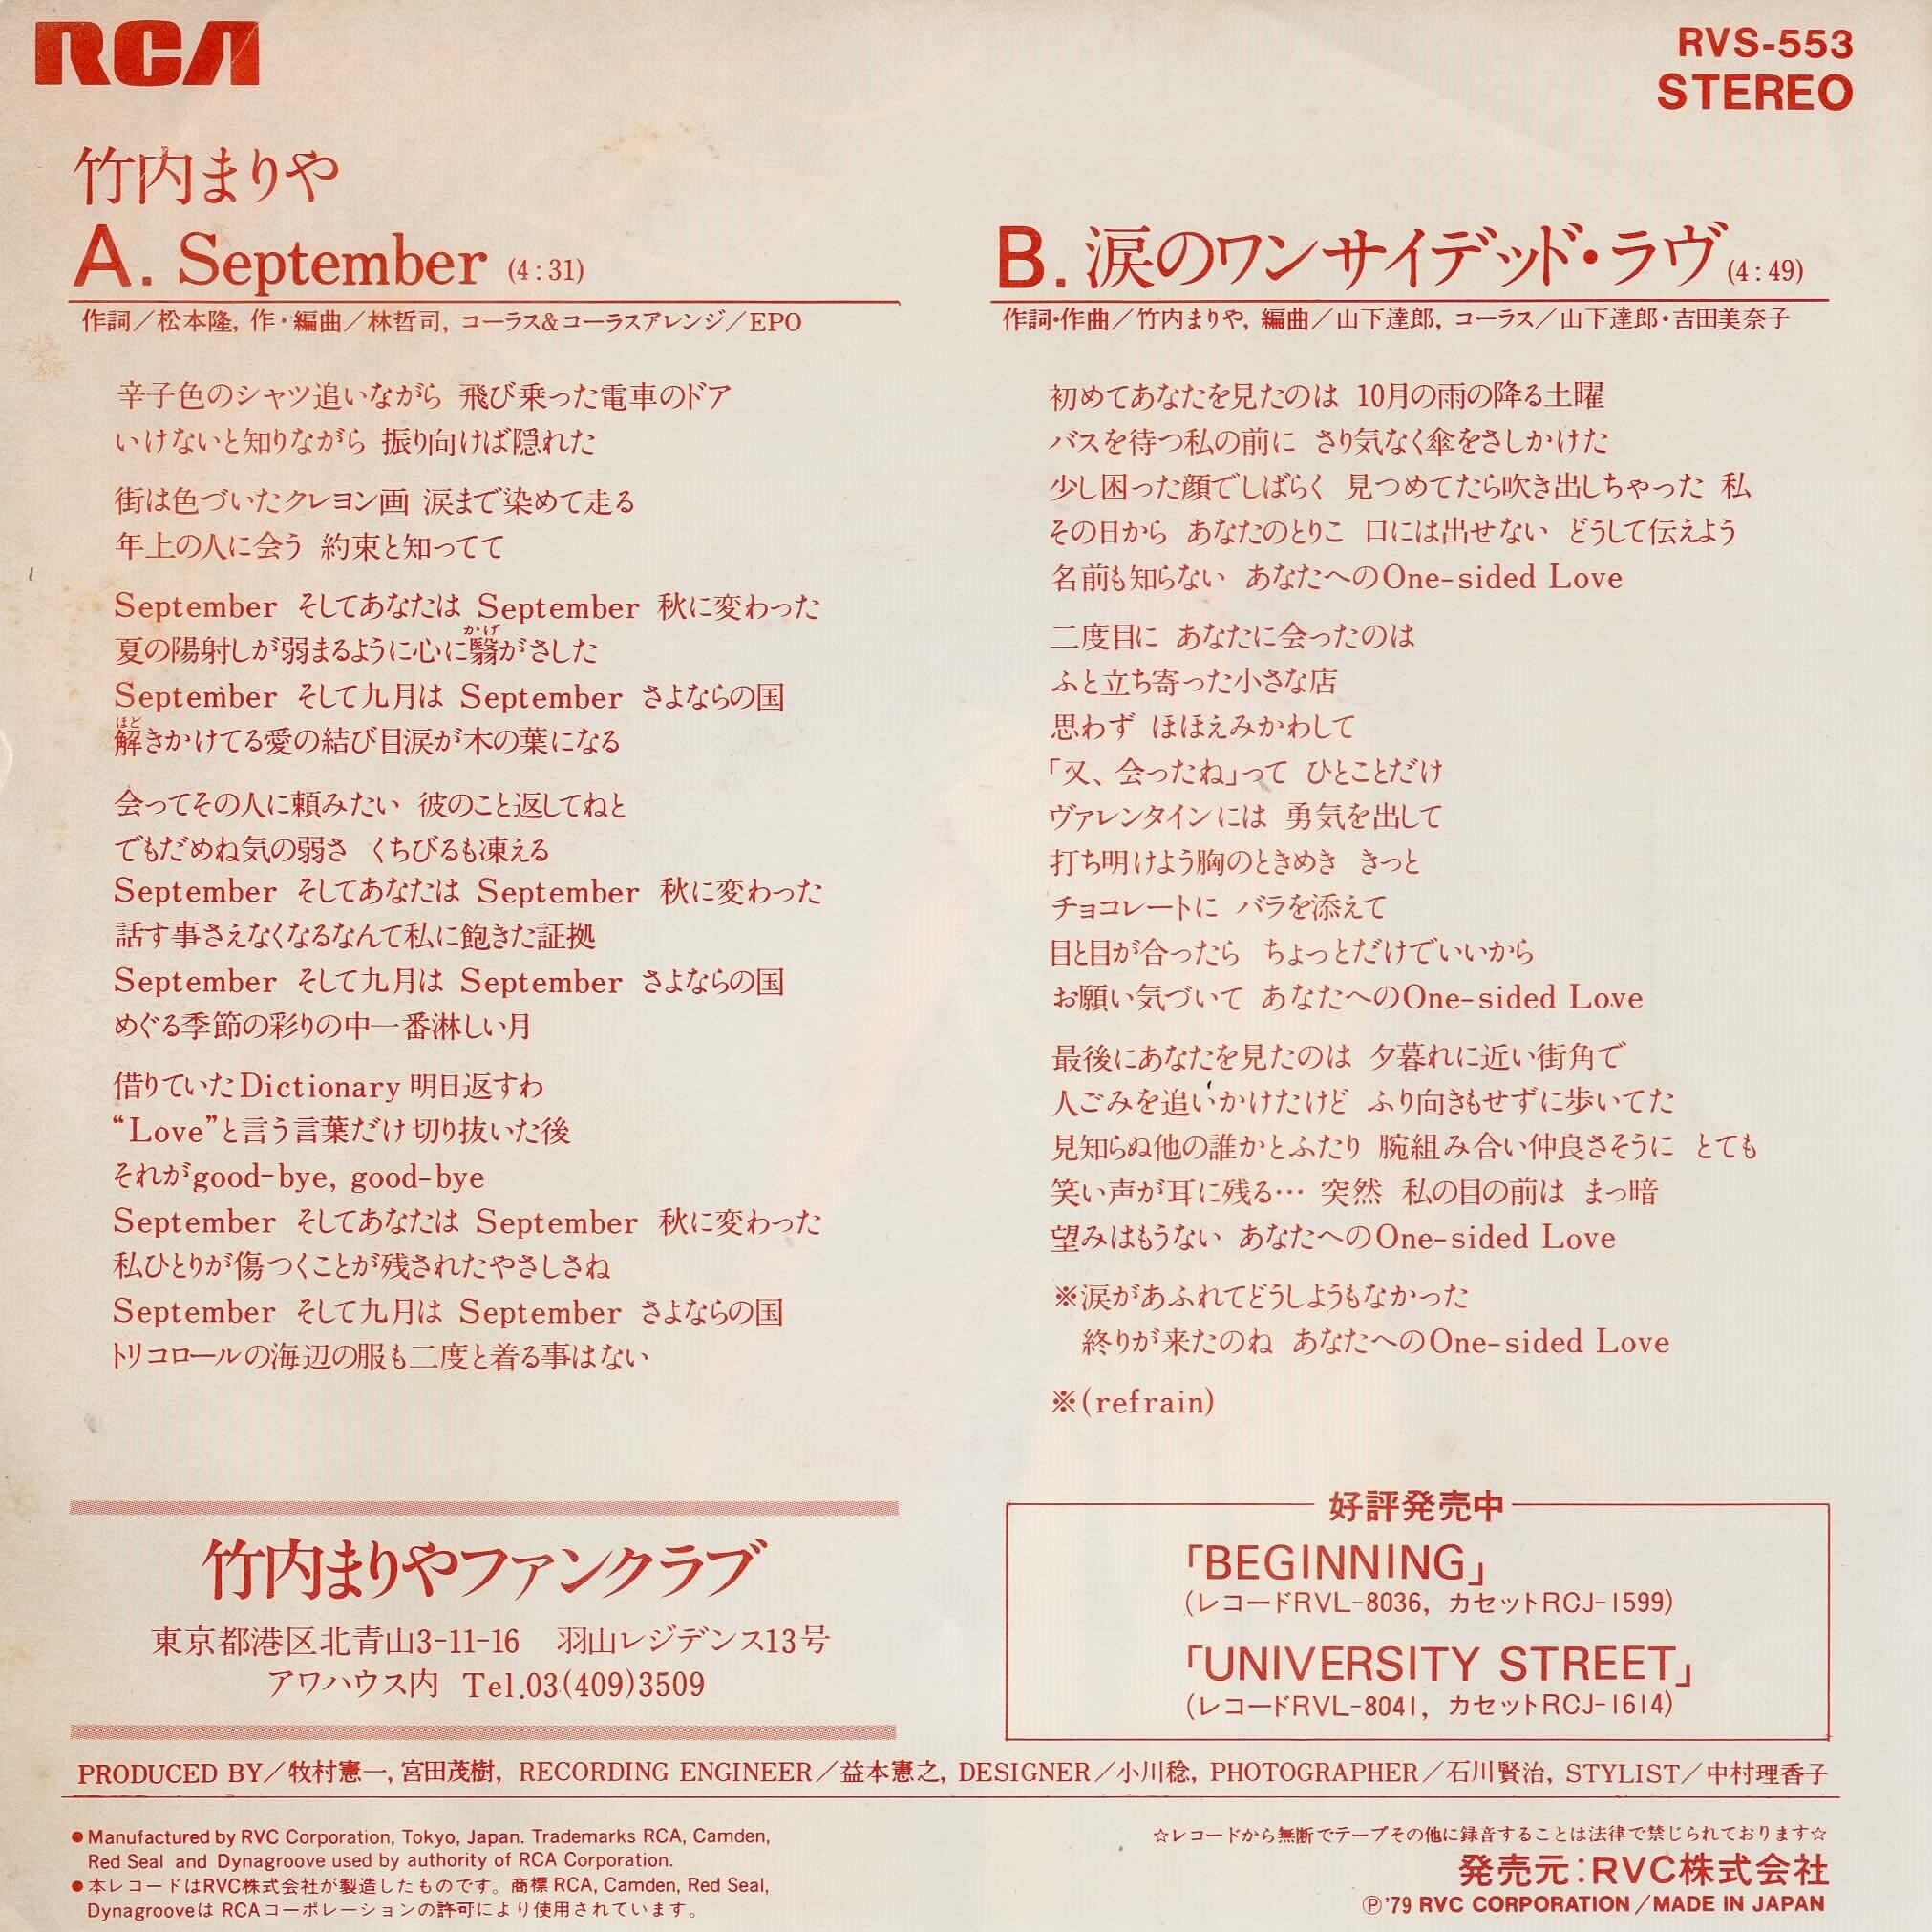 RCA
RVS-553
STEREO
竹内まりや
A. September (4:31)
作詞／松本隆, 作・編曲／林哲司, コーラス&コーラスアレンジ／EPO
辛子色のシャツ追いながら 飛び乗った電車のドア
いけないと知りながら 振り向けば隠れた
街は色づいたクレヨン画 涙まで染めて走る
年上の人に会う 約束と知ってて
September そしてあなたは September 秋に変わった
夏の陽射しが弱まるように心に翳がさした
かげ
September そして九月は September さよならの国
解きかけてる愛の結び目涙が木の葉になる
ほど
会ってその人に頼みたい 彼のこと返してねと
でもだめね気の弱さ くちびるも凍える
September そしてあなたは September 秋に変わった
話す事さえなくなるなんて私に飽きた証拠
September そして九月は September さよならの国
めぐる季節の彩りの中一番淋しい月
借りていたDictionary 明日返すわ
“Love”と言う言葉だけ切り抜いた後
それがgood-bye, good-bye
September そしてあなたは September 秋に変わった
私ひとりが傷つくことが残されたやさしさね
September そして九月は September さよならの国
トリコロールの海辺の服も二度と着る事はない
B. 涙のワンサイデッド・ラヴ (4:49)
作詞・作曲／竹内まりや, 編曲／山下達郎, コーラス／山下達郎・吉田美奈子
初めてあなたを見たのは 10月の雨の降る土曜
バスを待つ私の前に さり気なく傘をさしかけた
少し困った顔でしばらく 見つめてたら吹き出しちゃった 私
その日から あなたのとりこ 口には出せない どうして伝えよう
名前も知らない あなたへのOne-sided Love
二度目に あなたに会ったのは
ふと立ち寄った小さな店
思わず ほほえみかわして
「又、会ったね」って ひとことだけ
ヴァレンタインには 勇気を出して
打ち明けよう胸のときめき きっと
チョコレートに バラを添えて
目と目が合ったら ちょっとだけでいいから
お願い気づいて あなたへのOne-sided Love
最後にあなたを見たのは 夕暮れに近い街角で
人ごみを追いかけたけど ふり向きもせずに歩いてた
見知らぬ他の誰かとふたり 腕組み合い仲良さそうに とても
笑い声が耳に残る… 突然 私の目の前は まっ暗
望みはもうない あなたへのOne-sided Love
※涙があふれてどうしようもなかった
終りが来たのね あなたへのOne-sided Love
※(refrain)
竹内まりやファンクラブ
東京都港区北青山3-11-16 羽山レジデンス13号
アワハウス内 Tel.03(409)3509
好評発売中
「BEGINNING」
(レコードRVL-8036, カセットRCJ-1599)
「UNIVERSITY STREET」
(レコードRVL-8041, カセットRCJ-1614)
PRODUCED BY／牧村憲一, 宮田茂樹, RECORDING ENGINEER／益本憲之, DESIGNER／小川稔, PHOTOGRAPHER／石川賢治, STYLIST／中村理香子
●Manufactured by RVC Corporation, Tokyo, Japan. Trademarks RCA, Camden,
Red Seal and Dynagroove used by authority of RCA Corporation.
●本レコードはRVC株式会社が製造したものです。商標 RCA, Camden, Red Seal,
Dynagrooveは RCAコーポレーションの許可により使用されています。
☆レコードから無断でテープその他に録音することは法律で禁じられております☆
発売元：RVC株式会社
Ⓟ'79 RVC CORPORATION／MADE IN JAPAN